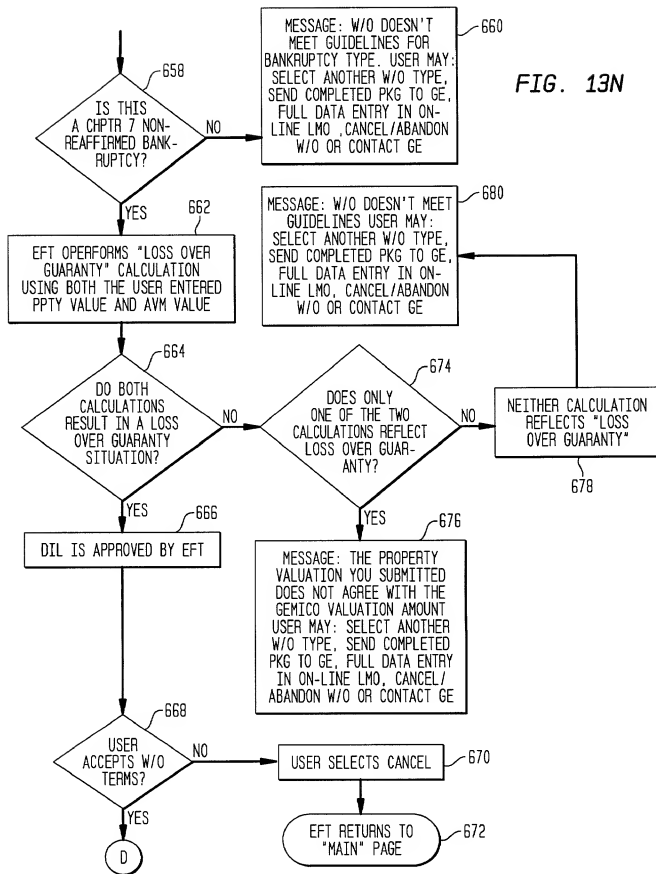 FIG. 13N
658
IS THIS
A CHPTR 7 NON-
REAFFIRMED BANK-
RUPTCY?
NO
YES
660
MESSAGE: W/O DOESN'T
MEET GUIDELINES FOR
BANKRUPTCY TYPE. USER MAY:
SELECT ANOTHER W/O TYPE,
SEND COMPLETED PKG TO GE,
FULL DATA ENTRY IN ON-
LINE LMO ,CANCEL/ABANDON
W/O OR CONTACT GE
662
EFT OPERFORMS "LOSS OVER
GUARANTY" CALCULATION
USING BOTH THE USER ENTERED
PPTY VALUE AND AVM VALUE
680
MESSAGE: W/O DOESN'T MEET
GUIDELINES USER MAY:
SELECT ANOTHER W/O TYPE,
SEND COMPLETED PKG TO GE,
FULL DATA ENTRY IN ON-
LINE LMO, CANCEL/ABANDON
W/O OR CONTACT GE
664
DO BOTH
CALCULATIONS
RESULT IN A LOSS
OVER GUARANTY
SITUATION?
NO
YES
674
DOES ONLY
ONE OF THE TWO
CALCULATIONS REFLECT
LOSS OVER GUAR-
ANTY?
NO
YES
NEITHER CALCULATION
REFLECTS "LOSS
OVER GUARANTY"
678
666
DIL IS APPROVED BY EFT
676
MESSAGE: THE PROPERTY
VALUATION YOU SUBMITTED
DOES NOT AGREE WITH THE
GEMICO VALUATION AMOUNT
USER MAY: SELECT ANOTHER
W/O TYPE, SEND COMPLETED
PKG TO GE, FULL DATA ENTRY
IN ON-LINE LMO, CANCEL/
ABANDON W/O OR CONTACT GE
668
USER
ACCEPTS W/O
TERMS?
NO
YES
USER SELECTS CANCEL
670
EFT RETURNS TO
"MAIN" PAGE
672
D